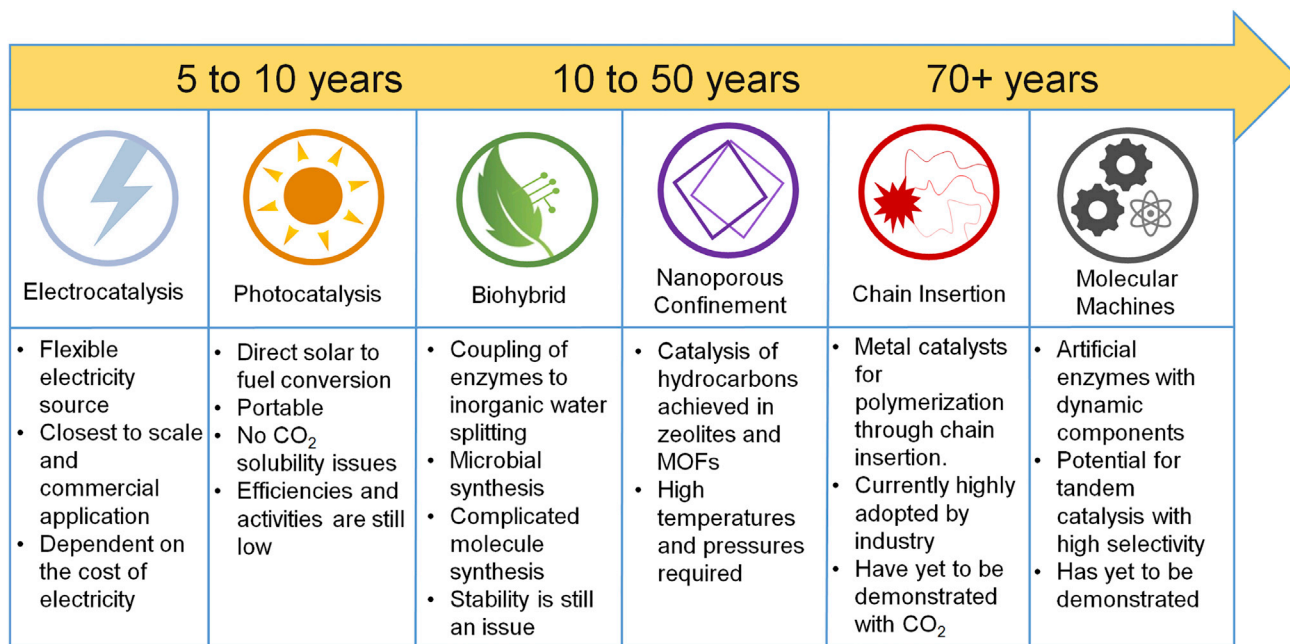 5 to 10 years
10 to 50 years
70+ years
Electrocatalysis
Photocatalysis
Biohybrid
Nanoporous
Confinement
Chain Insertion
Molecular
Machines
• Flexible
electricity
source
• Closest to scale
and
commercial
application
• Dependent on
the cost of
electricity
• Direct solar to
fuel conversion
• Portable
• No CO₂
solubility issues
• Efficiencies and
activities are still
low
• Coupling of
enzymes to
inorganic water
splitting
• Microbial
synthesis
• Complicated
molecule
synthesis
• Stability is still
an issue
• Catalysis of
hydrocarbons
achieved in
zeolites and
MOFs
• High
temperatures
and pressures
required
• Metal catalysts
for
polymerization
through chain
insertion.
• Currently highly
adopted by
industry
• Have yet to be
demonstrated
with CO₂
• Artificial
enzymes with
dynamic
components
• Potential for
tandem
catalysis with
high selectivity
• Has yet to be
demonstrated